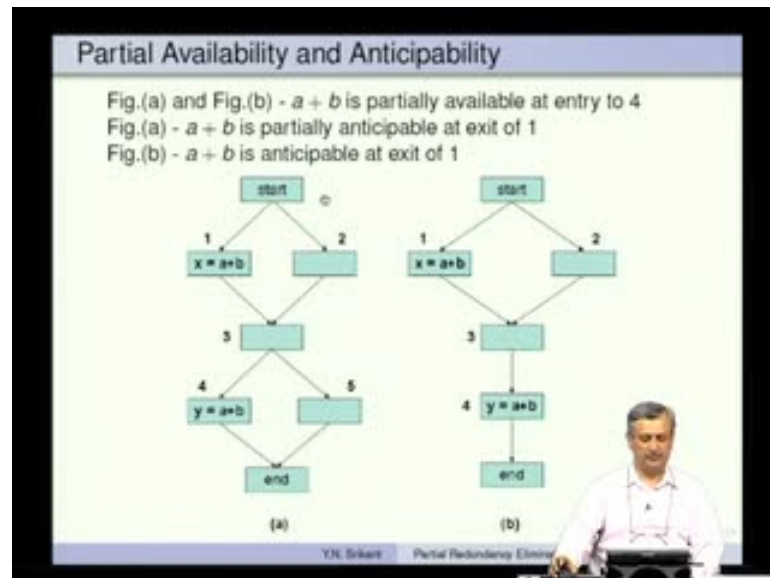 Partial Availability and Anticipability
Fig.(a) and Fig.(b) - a + b is partially available at entry to 4
Fig.(a) - a + b is partially anticipable at exit of 1
Fig.(b) - a + b is anticipable at exit of 1
start
start
1
2
1
2
x = a+b
x = a+b
3
3
4
5
y = a+b
4
y = a+b
end
end
(a)
(b)
Y.N. Srikant
Partial Redundancy Elimina